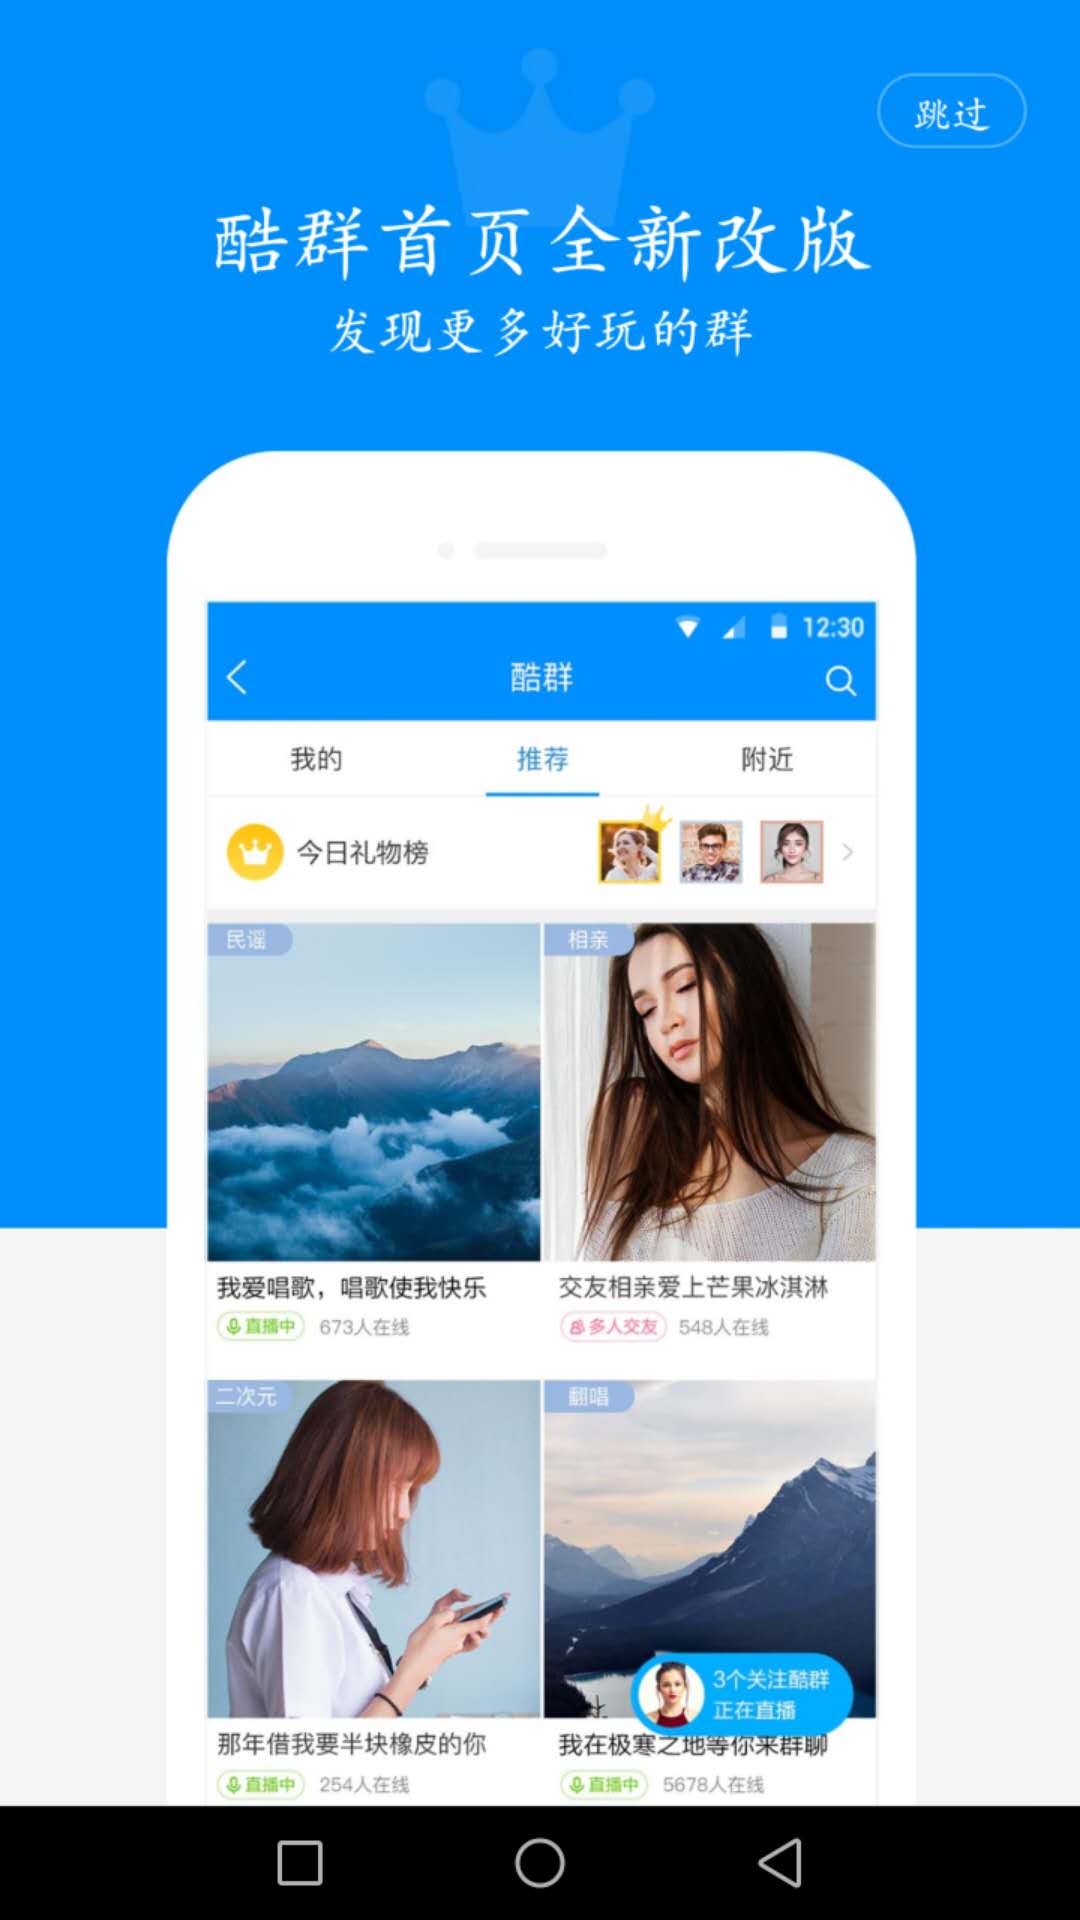 跳过
酷群首页全新改版
发现更多好玩的群
12:30
酷群
我的 推荐 附近
今日礼物榜
民谣 相亲
我爱唱歌，唱歌使我快乐 交友相亲爱上芒果冰淇淋
直播中 673人在线 多人交友 548人在线
二次元 翻唱
3个关注酷群
正在直播
那年借我要半块橡皮的你 我在极寒之地等你来群聊
直播中 254人在线 直播中 5678人在线